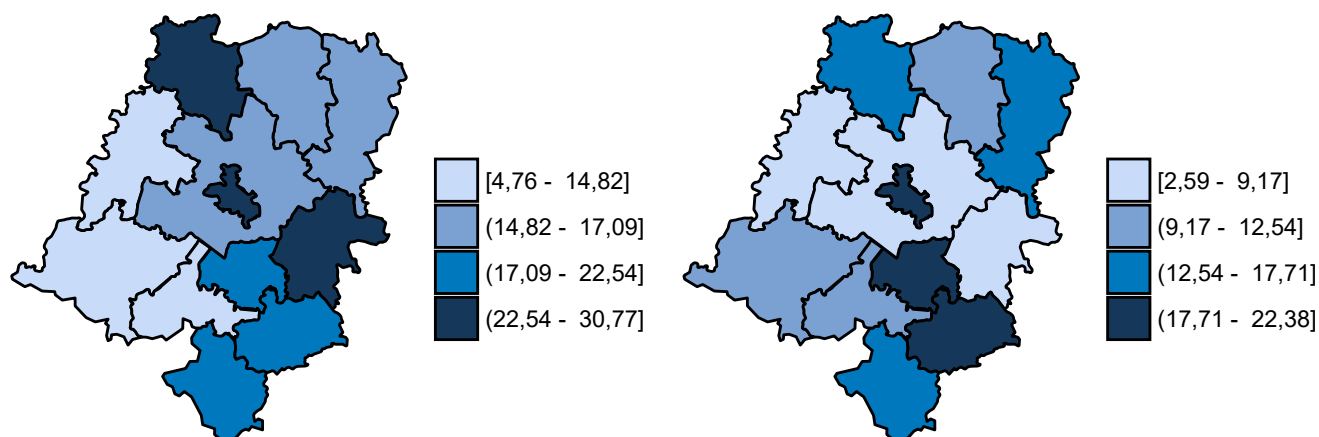 [4,76 - 14,82]
(14,82 - 17,09]
(17,09 - 22,54]
(22,54 - 30,77]
[2,59 - 9,17]
(9,17 - 12,54]
(12,54 - 17,71]
(17,71 - 22,38]